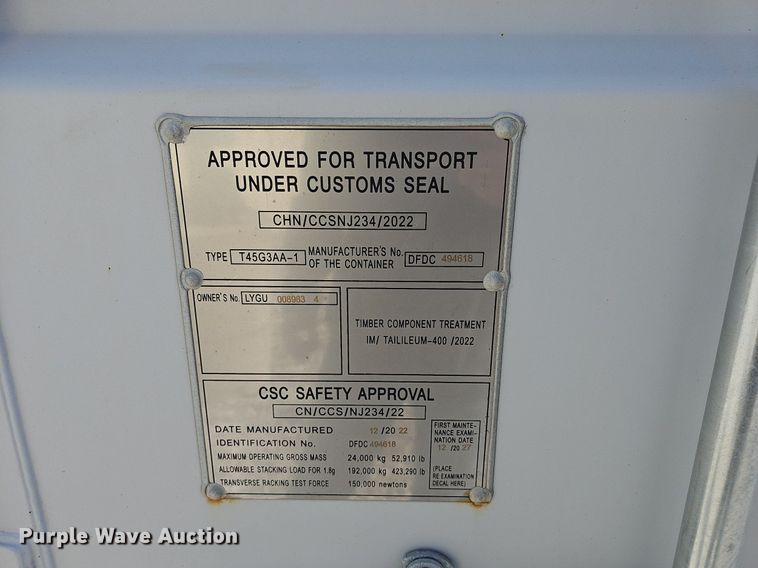 APPROVED FOR TRANSPORT
UNDER CUSTOMS SEAL
CHN/CCSNJ234/2022
TYPE T45G3AA-1 MANUFACTURER'S No. OF THE CONTAINER DFDC 494618
OWNER'S No. LYGU 008983 4
TIMBER COMPONENT TREATMENT
IM/ TAILILEUM-400 /2022
CSC SAFETY APPROVAL
CN/CCS/NJ234/22
DATE MANUFACTURED 12 /20 22
IDENTIFICATION No. DFDC 494618
MAXIMUM OPERATING GROSS MASS 24,000 kg 52,910 lb
ALLOWABLE STACKING LOAD FOR 1.8g 192,000 kg 423,290 lb
TRANSVERSE RACKING TEST FORCE 150,000 newtons
FIRST MAINTE-
NANCE EXAMI-
NATION DATE
12 /20 27
(PLACE
RE EXAMINATION
DECAL HERE)
Purple Wave Auction